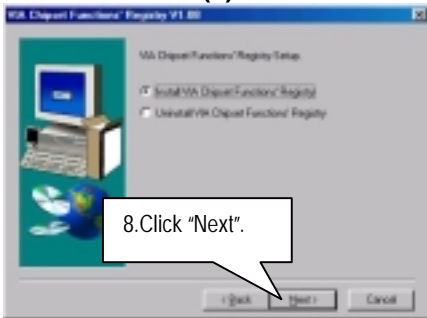 VIA Chipset Functions' Registry V1.00
VIA Chipset Functions' Registry Setup.
Install VIA Chipset Functions' Registry
Uninstall VIA Chipset Functions' Registry
8.Click "Next".
< Back
Next >
Cancel